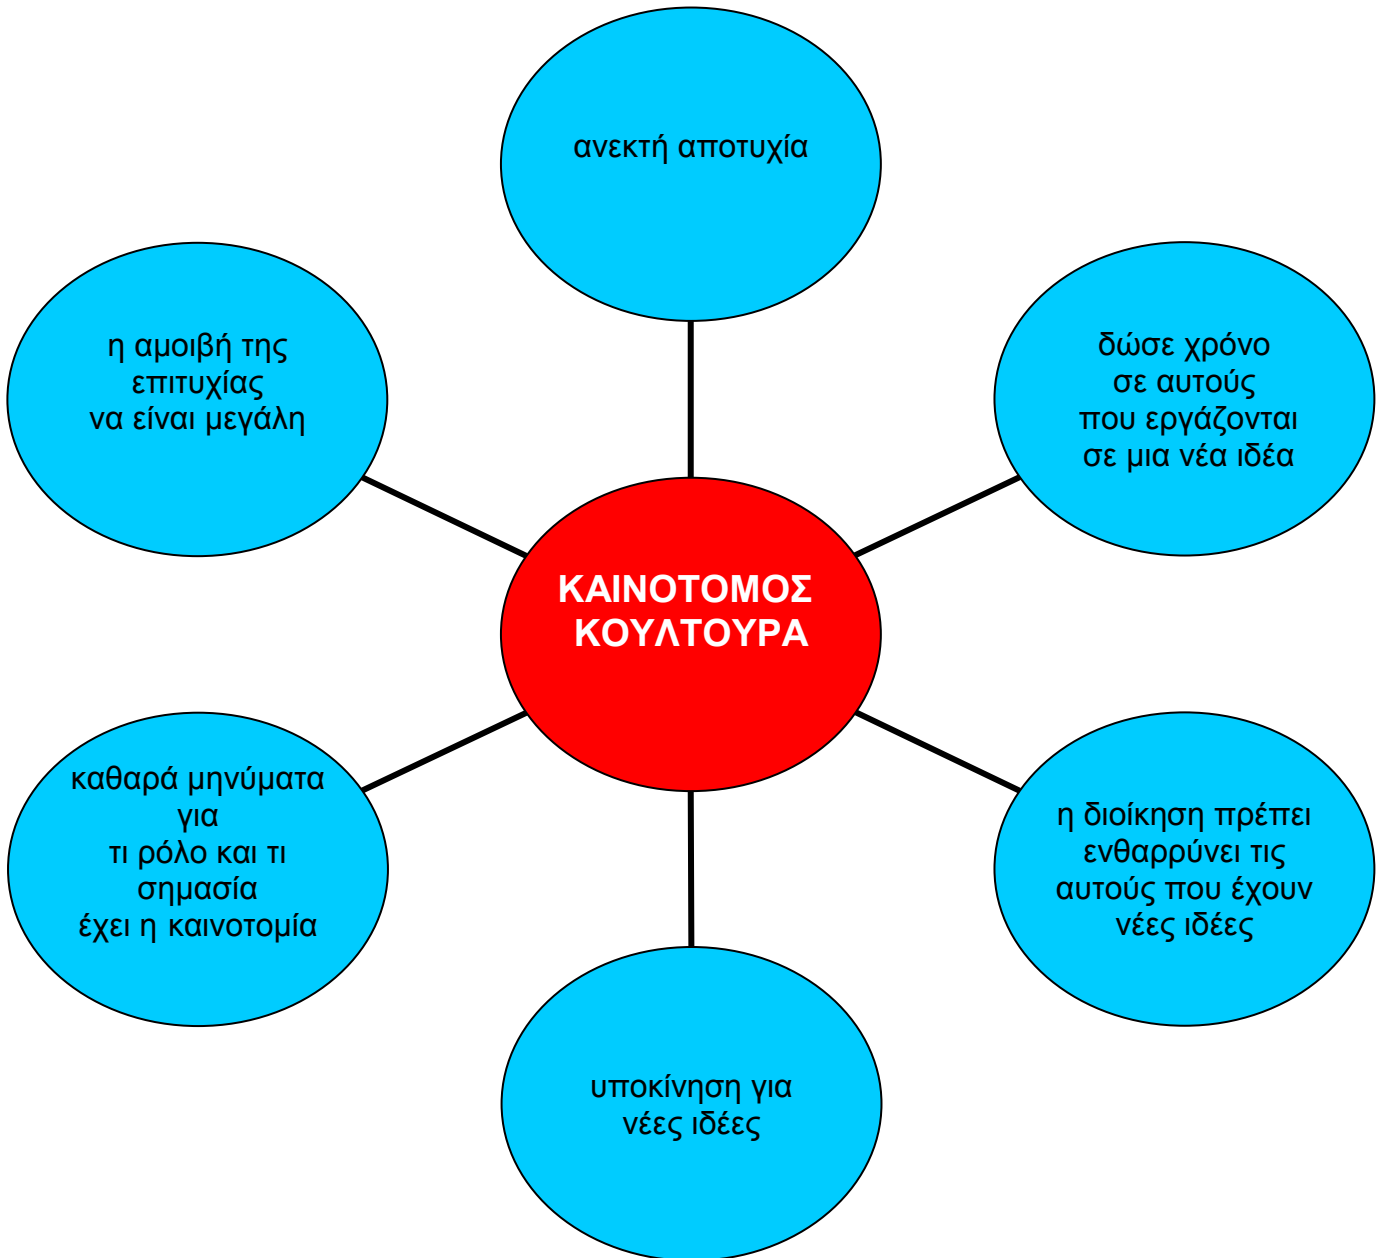 ανεκτή αποτυχία
η αμοιβή της
επιτυχίας
να είναι μεγάλη
δώσε χρόνο
σε αυτούς
που εργάζονται
σε μια νέα ιδέα
ΚΑΙΝΟΤΟΜΟΣ
ΚΟΥΛΤΟΥΡΑ
καθαρά μηνύματα
για
τι ρόλο και τι
σημασία
έχει η καινοτομία
η διοίκηση πρέπει
ενθαρρύνει τις
αυτούς που έχουν
νέες ιδέες
υποκίνηση για
νέες ιδέες